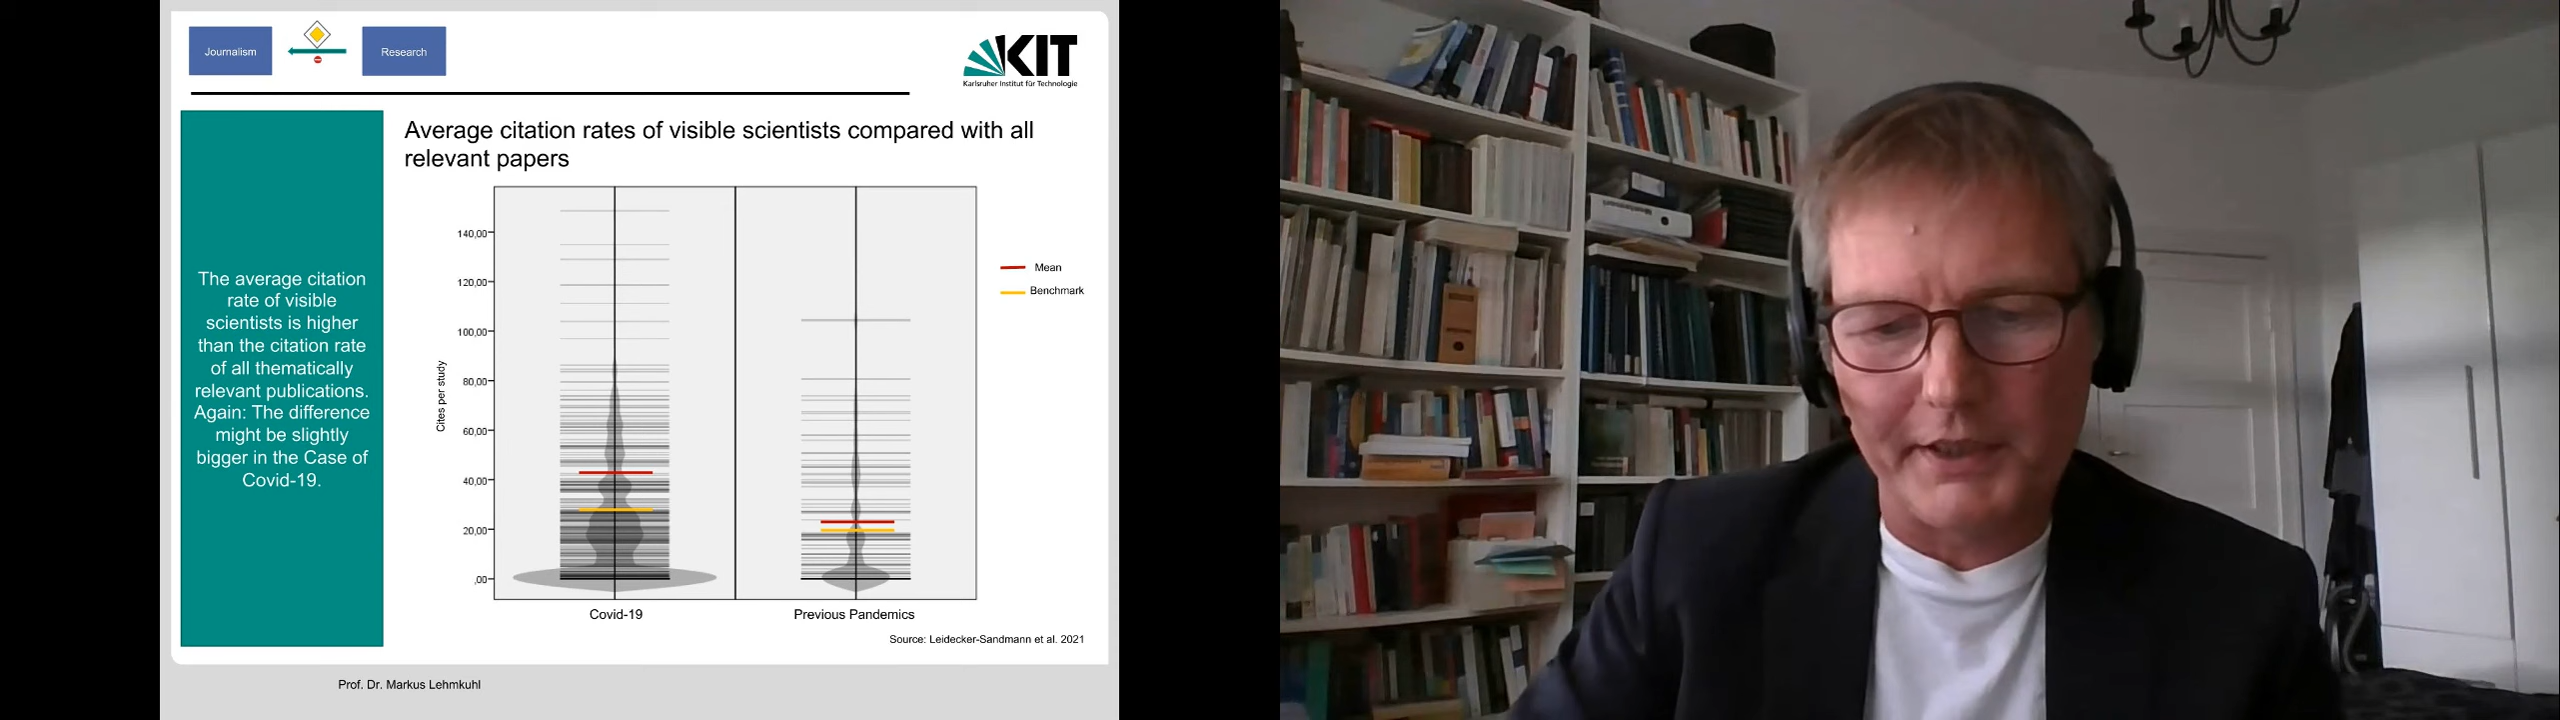 Journalism
Research
KIT
Karlsruher Institut für Technologie
The average citation
rate of visible
scientists is higher
than the citation rate
of all thematically
relevant publications.
Again: The difference
might be slightly
bigger in the Case of
Covid-19.
Average citation rates of visible scientists compared with all
relevant papers
Cites per study
140,00
120,00
100,00
80,00
60,00
40,00
20,00
,00
Mean
Benchmark
Covid-19
Previous Pandemics
Source: Leidecker-Sandmann et al. 2021
Prof. Dr. Markus Lehmkuhl